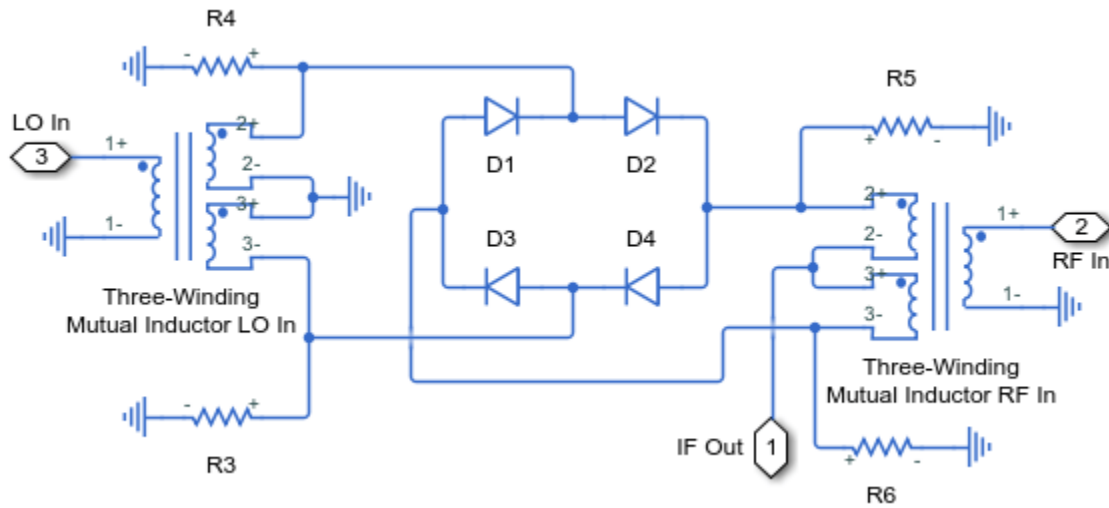 R4
- +
R5
LO In
3
1+
2+
D1
D2
+ -
2-
2+
1+
2
3+
2-
RF In
1-
D3
D4
3-
3+
1-
Three-Winding
Mutual Inductor LO In
3-
Three-Winding
Mutual Inductor RF In
- +
IF Out
1
R3
+ -
R6